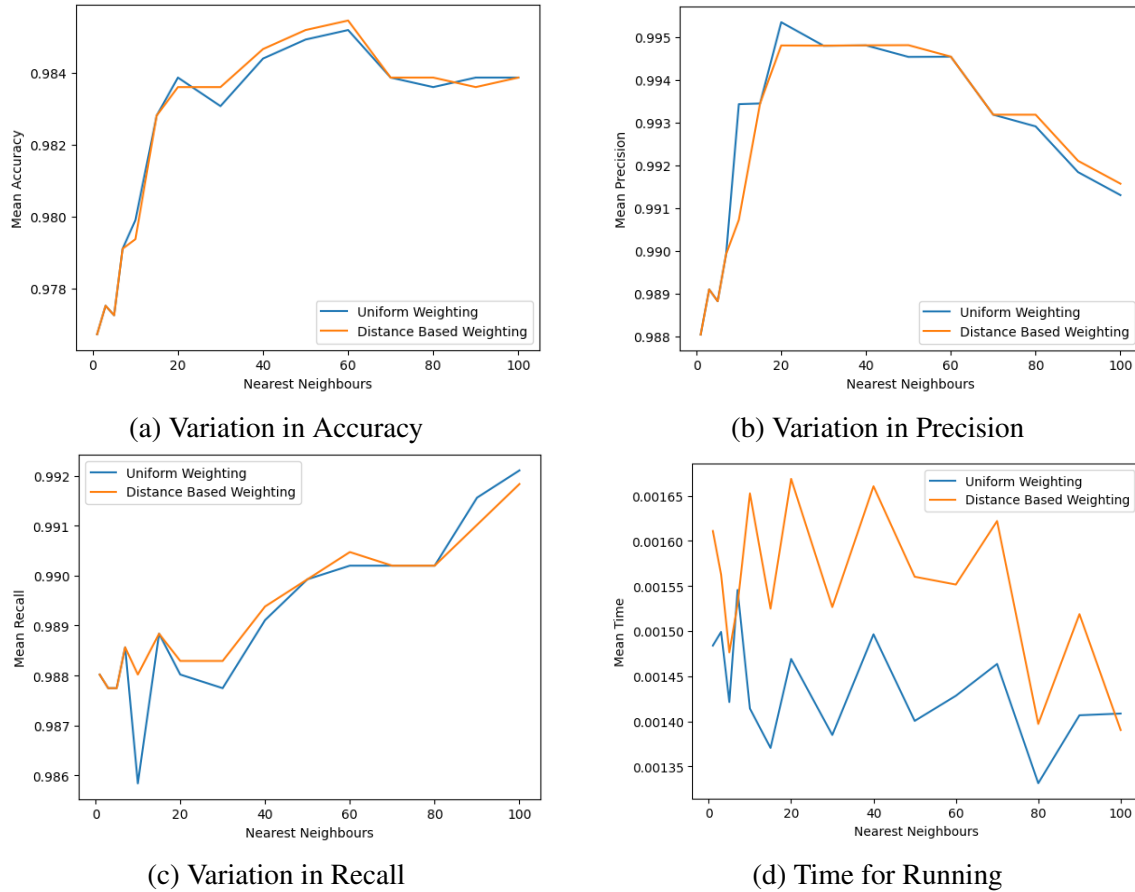 0.984
0.982
0.980
0.978
Mean Accuracy
Uniform Weighting
Distance Based Weighting
0 20 40 60 80 100
Nearest Neighbours
(a) Variation in Accuracy
0.995
0.994
0.993
0.992
0.991
0.990
0.989
0.988
Mean Precision
Uniform Weighting
Distance Based Weighting
0 20 40 60 80 100
Nearest Neighbours
(b) Variation in Precision
0.992
0.991
0.990
0.989
0.988
0.987
0.986
Mean Recall
Uniform Weighting
Distance Based Weighting
0 20 40 60 80 100
Nearest Neighbours
(c) Variation in Recall
0.00165
0.00160
0.00155
0.00150
0.00145
0.00140
0.00135
Mean Time
Uniform Weighting
Distance Based Weighting
0 20 40 60 80 100
Nearest Neighbours
(d) Time for Running